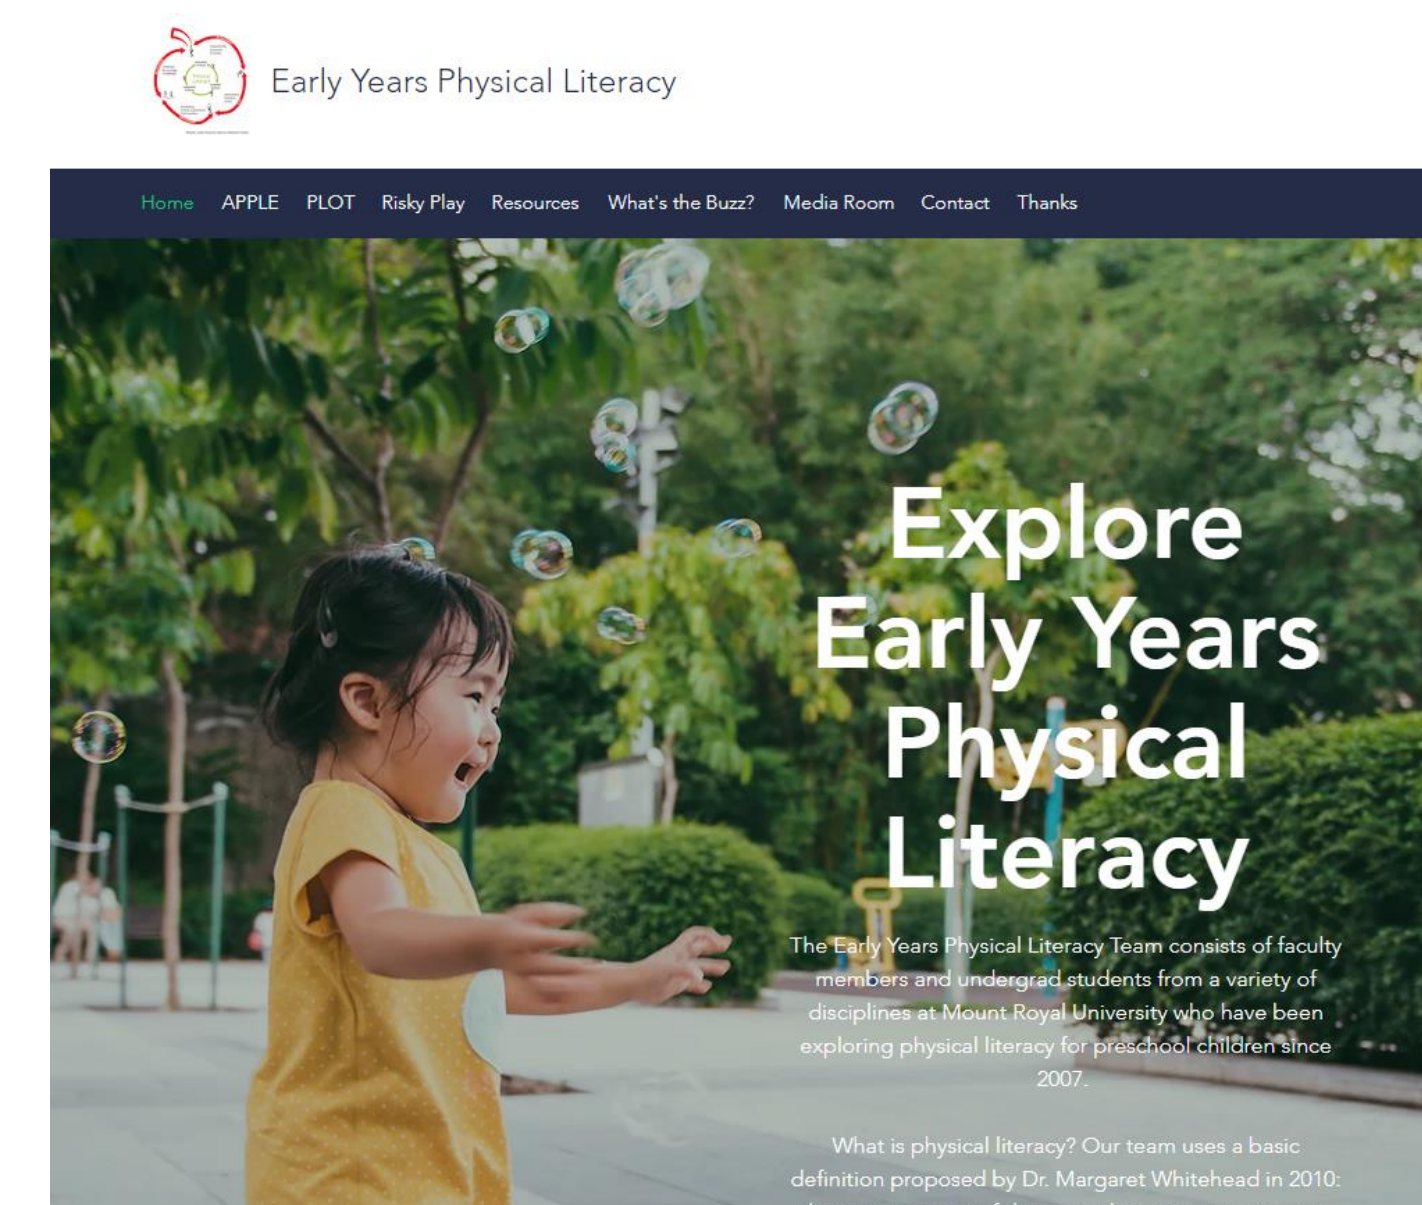 Early Years Physical Literacy
Home APPLE PLOT Risky Play Resources What's the Buzz? Media Room Contact Thanks
Explore
Early Years
Physical
Literacy
The Early Years Physical Literacy Team consists of faculty
members and undergrad students from a variety of
disciplines at Mount Royal University who have been
exploring physical literacy for preschool children since
2007.
What is physical literacy? Our team uses a basic
definition proposed by Dr. Margaret Whitehead in 2010: